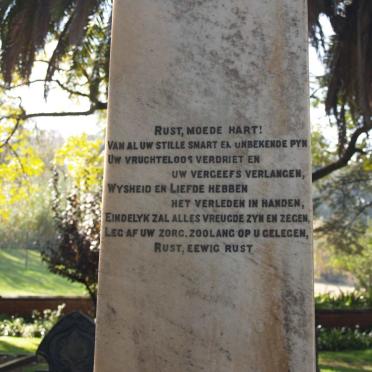 RUST, MOEDE HART!
VAN AL UW STILLE SMART EN ONBEKENDE PYN
UW VRUCHTELOOS VERDRIET EN
UW VERGEEFS VERLANGEN,
WYSHEID EN LIEFDE HEBBEN
HET VERLEDEN IN HANDEN,
EINDELYK ZAL ALLES VREUGDE ZYN EN ZEGEN,
LEG AF UW ZORG, ZOOLANG OP U GELEGEN,
RUST, EEWIG RUST